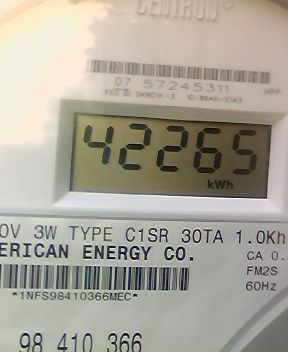 CENTRON®
07 57245311
42265
kWh
0V 3W TYPE C1SR 30TA 1.0Kh
ERICAN ENERGY CO.
CA 0.
FM2S
*1NFS98410366MEC*
60Hz
98 410 366